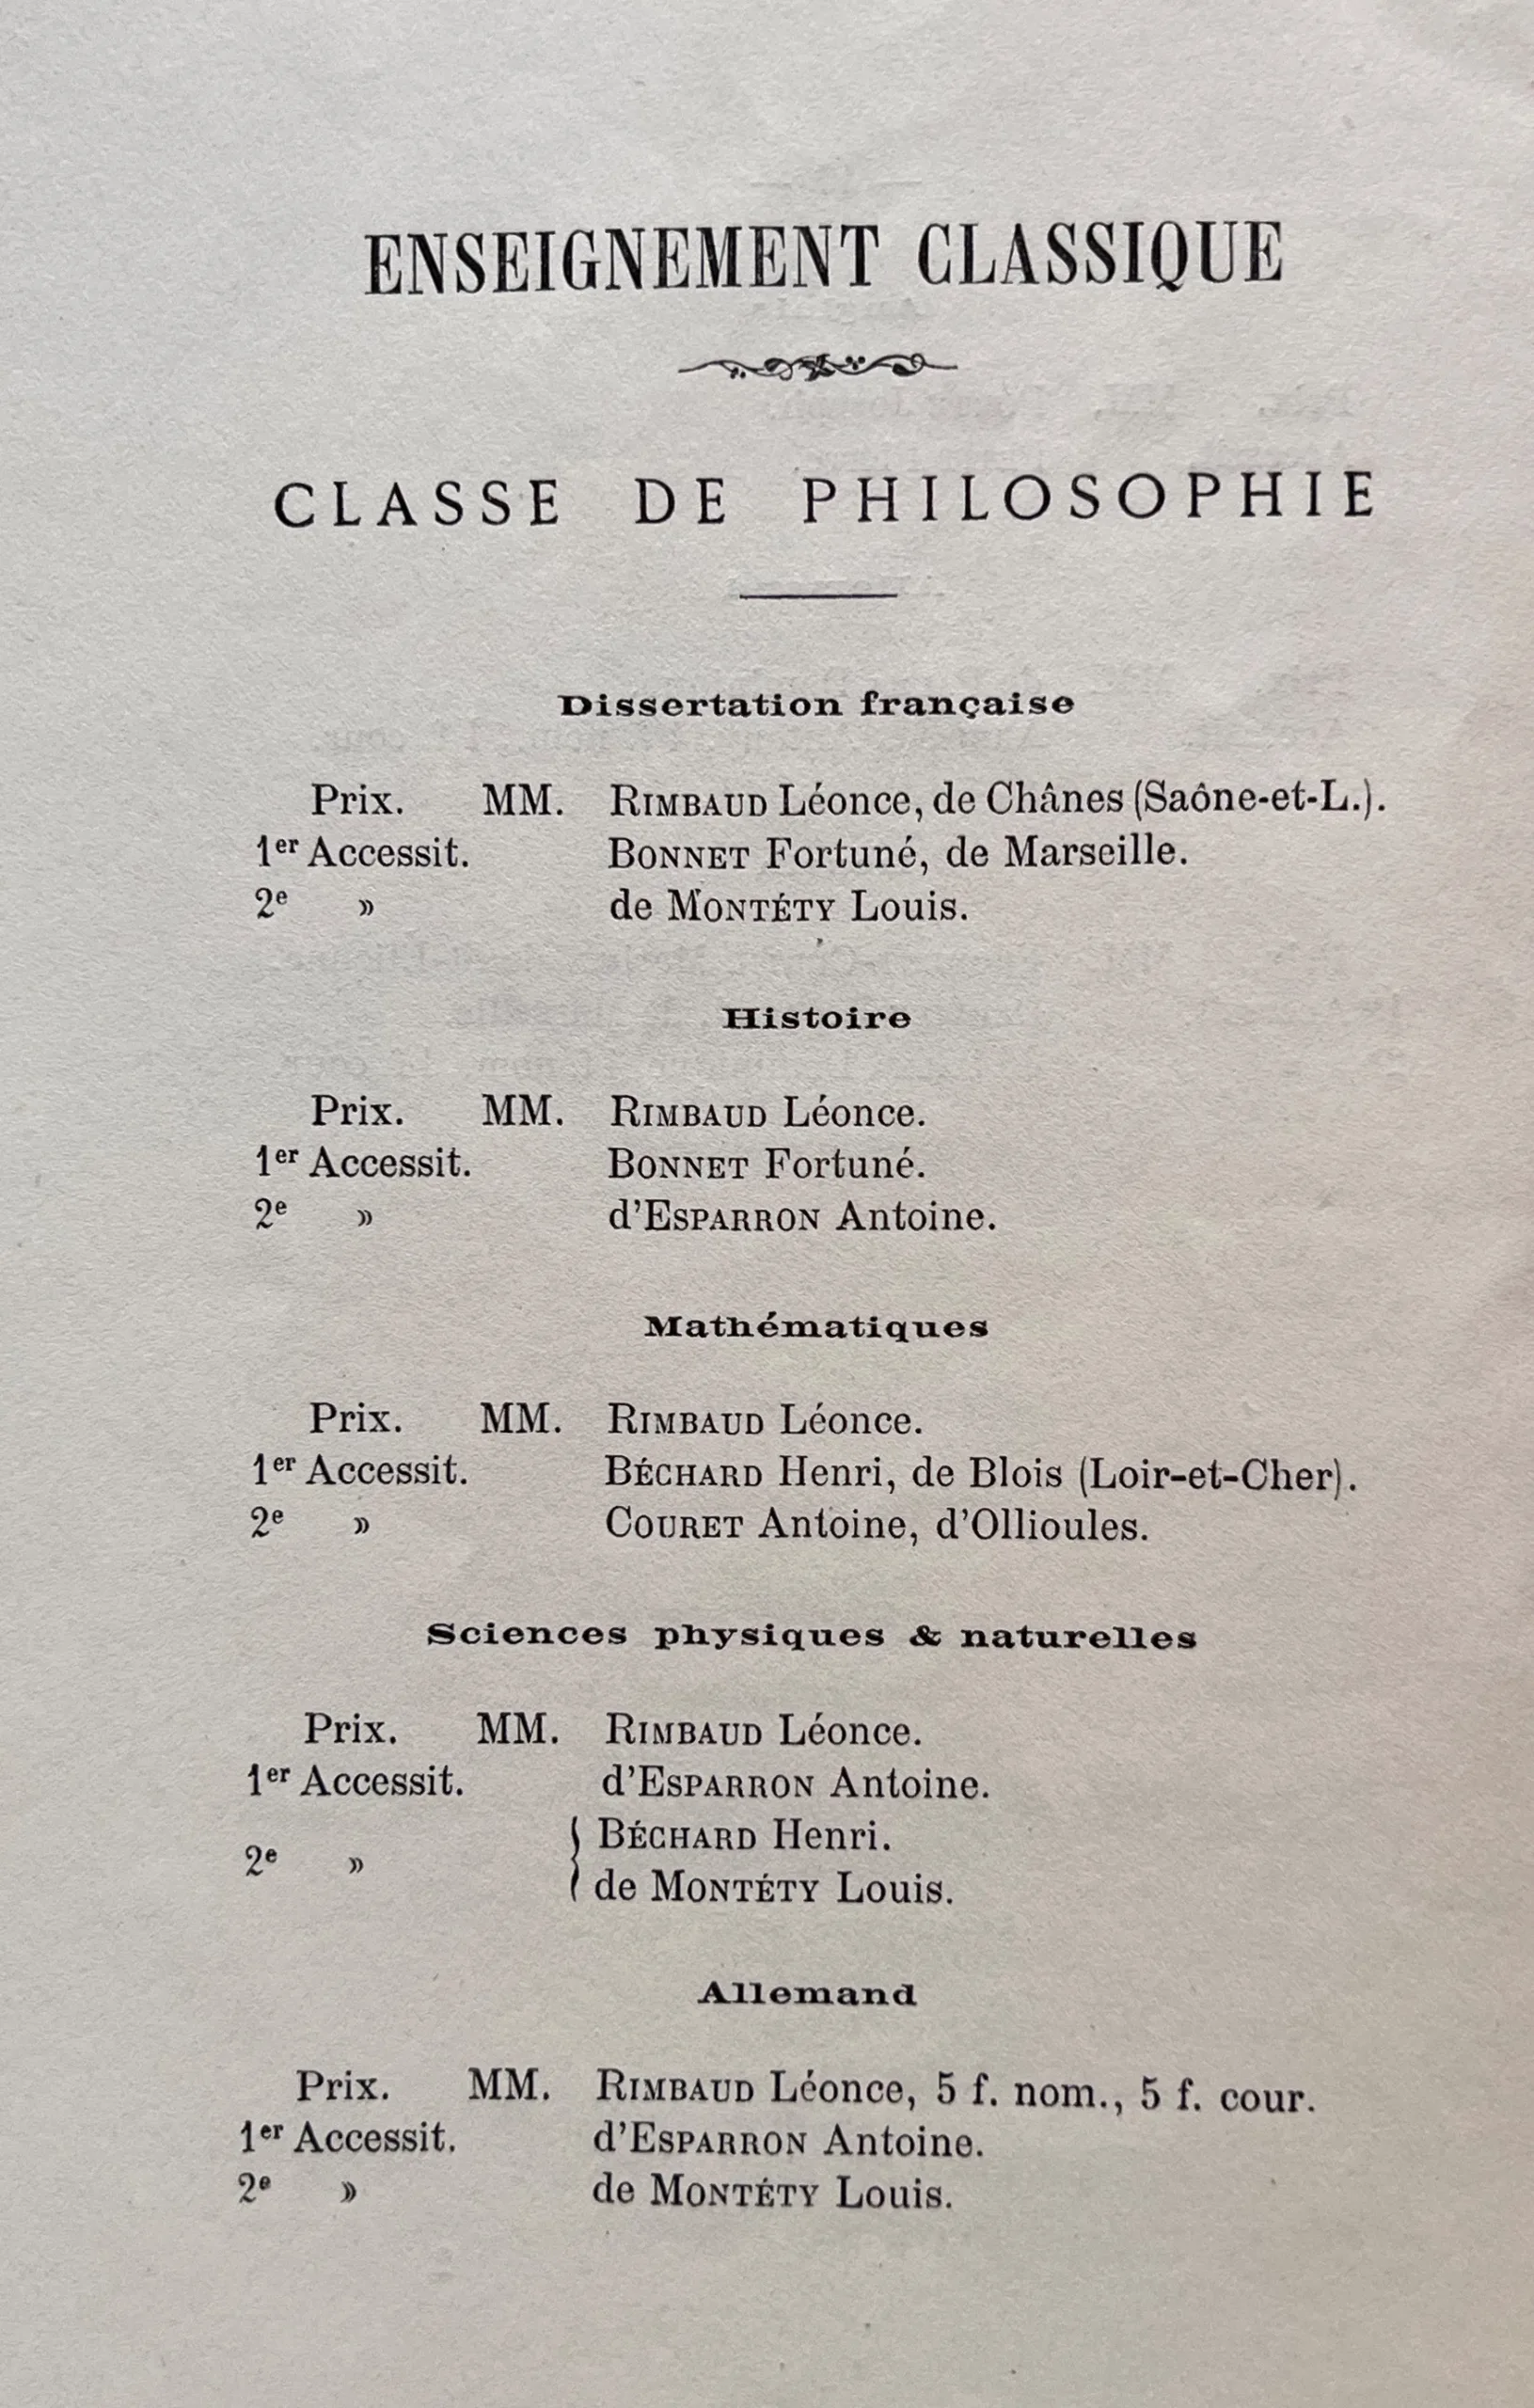 ENSEIGNEMENT CLASSIQUE
CLASSE DE PHILOSOPHIE
Dissertation française
Prix. MM. RIMBAUD Léonce, de Chânes (Saône-et-L.).
1er Accessit. BONNET Fortuné, de Marseille.
2e » de MONTÉTY Louis.
Histoire
Prix. MM. RIMBAUD Léonce.
1er Accessit. BONNET Fortuné.
2e » d'ESPARRON Antoine.
Mathématiques
Prix. MM. RIMBAUD Léonce.
1er Accessit. BÉCHARD Henri, de Blois (Loir-et-Cher).
2e » COURET Antoine, d'Ollioules.
Sciences physiques & naturelles
Prix. MM. RIMBAUD Léonce.
1er Accessit. d'ESPARRON Antoine.
2e » { BÉCHARD Henri.
de MONTÉTY Louis.
Allemand
Prix. MM. RIMBAUD Léonce, 5 f. nom., 5 f. cour.
1er Accessit. d'ESPARRON Antoine.
2e » de MONTÉTY Louis.